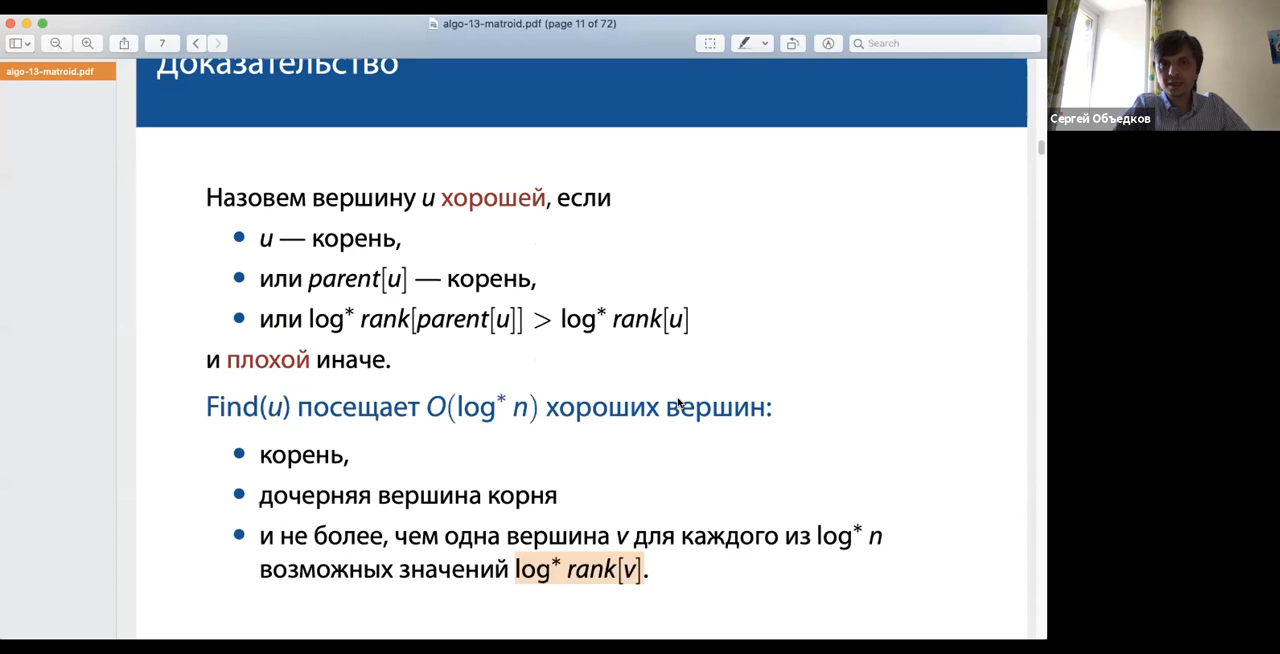 algo-13-matroid.pdf (page 11 of 72)
7
Search
algo-13-matroid.pdf
Доказательство
Сергей Объедков
Назовем вершину u хорошей, если
• u — корень,
• или parent[u] — корень,
• или log* rank[parent[u]] > log* rank[u]
и плохой иначе.
Find(u) посещает O(log* n) хороших вершин:
• корень,
• дочерняя вершина корня
• и не более, чем одна вершина v для каждого из log* n
возможных значений log* rank[v].